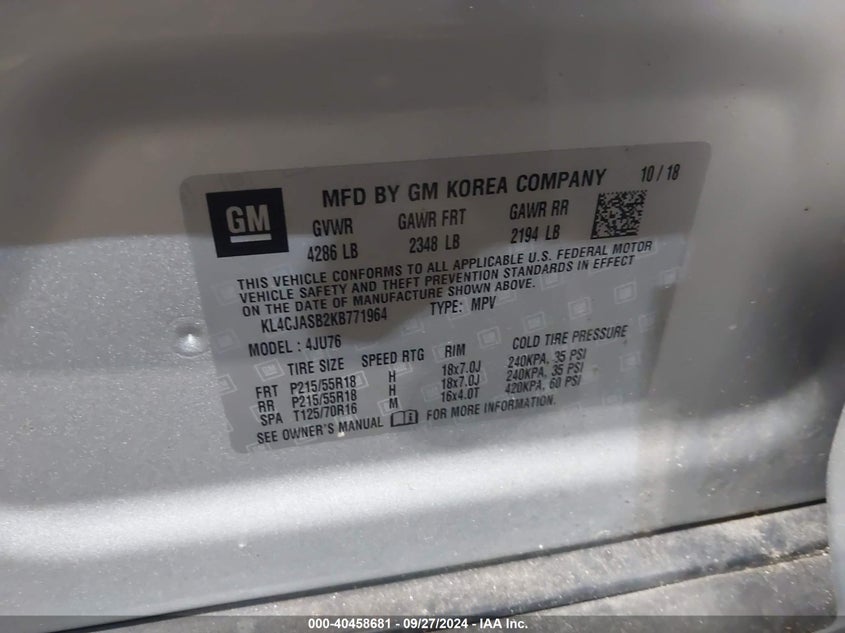 GM
MFD BY GM KOREA COMPANY 10 / 18
GVWR GAWR FRT GAWR RR
4286 LB 2348 LB 2194 LB
THIS VEHICLE CONFORMS TO ALL APPLICABLE U.S. FEDERAL MOTOR
VEHICLE SAFETY AND THEFT PREVENTION STANDARDS IN EFFECT
ON THE DATE OF MANUFACTURE SHOWN ABOVE.
KL4CJASB2KB771964 TYPE: MPV
MODEL : 4JU76
TIRE SIZE SPEED RTG RIM COLD TIRE PRESSURE
FRT P215/55R18 H 18x7.0J 240KPA, 35 PSI
RR P215/55R18 H 18x7.0J 240KPA, 35 PSI
SPA T125/70R16 M 16x4.0T 420KPA, 60 PSI
SEE OWNER'S MANUAL FOR MORE INFORMATION.
000-40458681 - 09/27/2024 - IAA Inc.